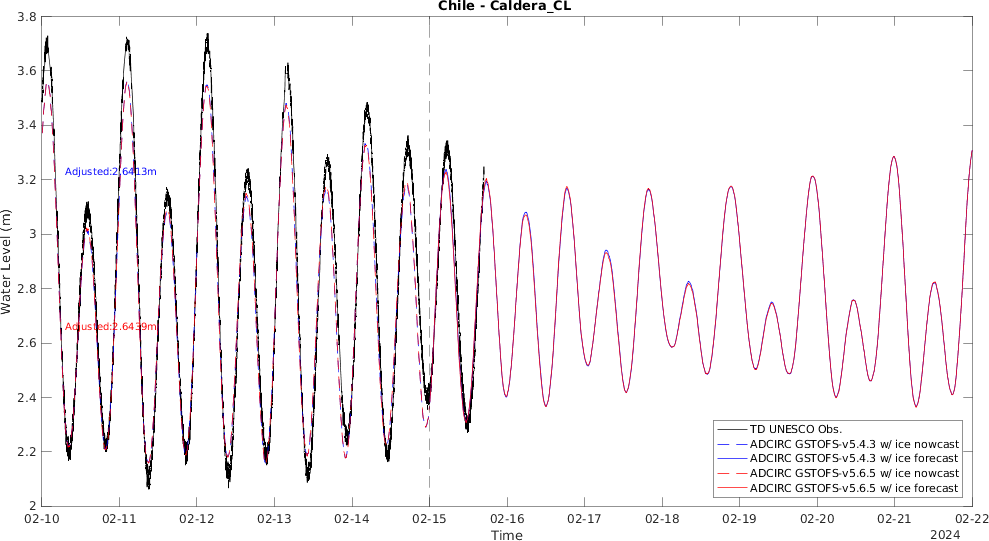 Chile - Caldera_CL
3.8
3.6
3.4
3.2
3
2.8
2.6
2.4
2.2
2
Water Level (m)
Adjusted:2.6413m
Adjusted:2.6439m
TD UNESCO Obs.
ADCIRC GSTOFS-v5.4.3 w/ ice nowcast
ADCIRC GSTOFS-v5.4.3 w/ ice forecast
ADCIRC GSTOFS-v5.6.5 w/ ice nowcast
ADCIRC GSTOFS-v5.6.5 w/ ice forecast
02-10 02-11 02-12 02-13 02-14 02-15 02-16 02-17 02-18 02-19 02-20 02-21 02-22
Time
2024